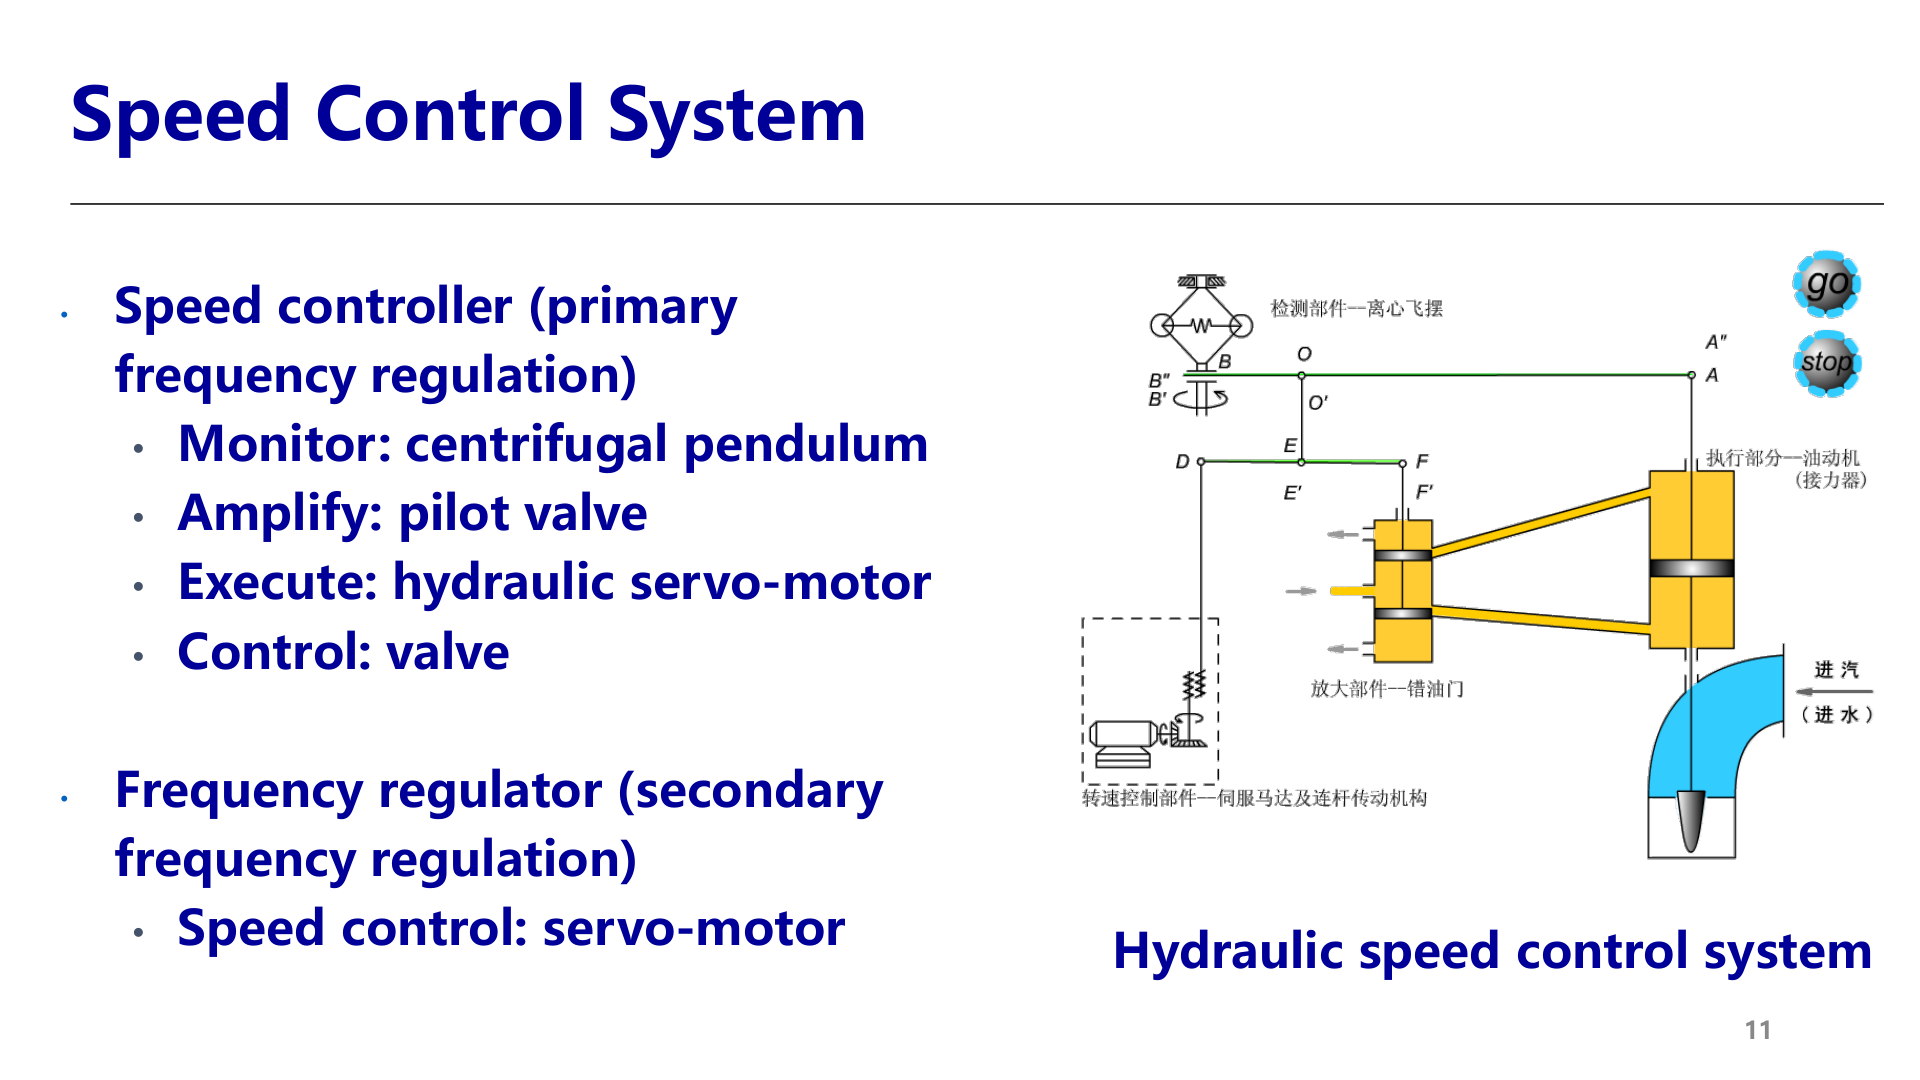 Speed Control System
• Speed controller (primary
frequency regulation)
• Monitor: centrifugal pendulum
• Amplify: pilot valve
• Execute: hydraulic servo-motor
• Control: valve
• Frequency regulator (secondary
frequency regulation)
• Speed control: servo-motor
go
stop
检测部件--离心飞摆
A"
A
B
O
B"
B'
O'
E
D
F
E'
F'
执行部分--油动机
(接力器)
放大部件--错油门
进 汽
( 进 水 )
转速控制部件--伺服马达及连杆传动机构
Hydraulic speed control system
11